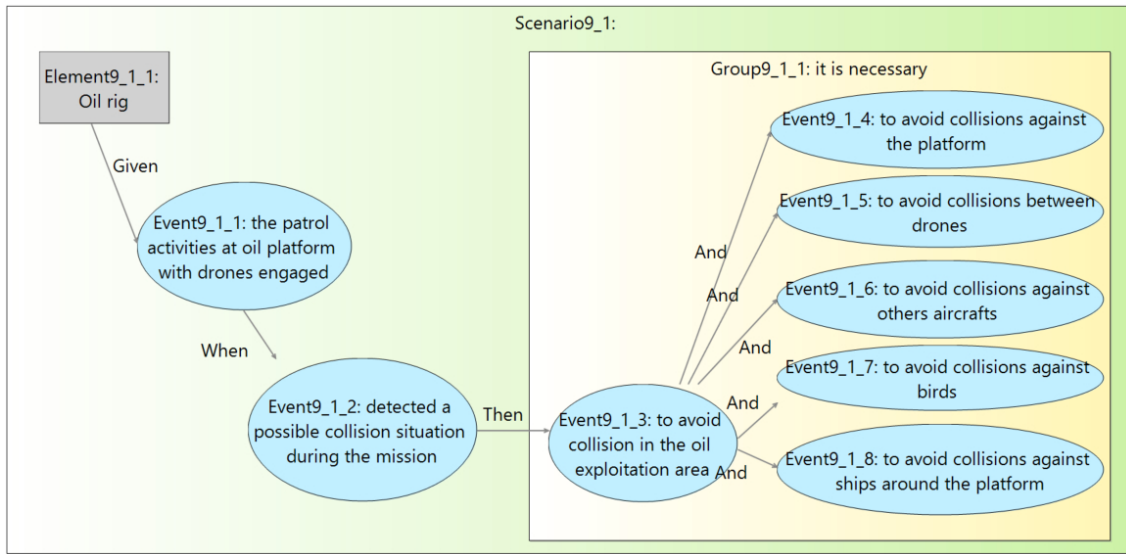 Scenario9_1:
Element9_1_1:
Oil rig
Given
Event9_1_1: the patrol
activities at oil platform
with drones engaged
When
Event9_1_2: detected a
possible collision situation
during the mission
Then
Group9_1_1: it is necessary
Event9_1_3: to avoid
collision in the oil
exploitation area
And
Event9_1_4: to avoid collisions against
the platform
And
Event9_1_5: to avoid collisions between
drones
And
Event9_1_6: to avoid collisions against
others aircrafts
And
Event9_1_7: to avoid collisions against
birds
And
Event9_1_8: to avoid collisions against
ships around the platform